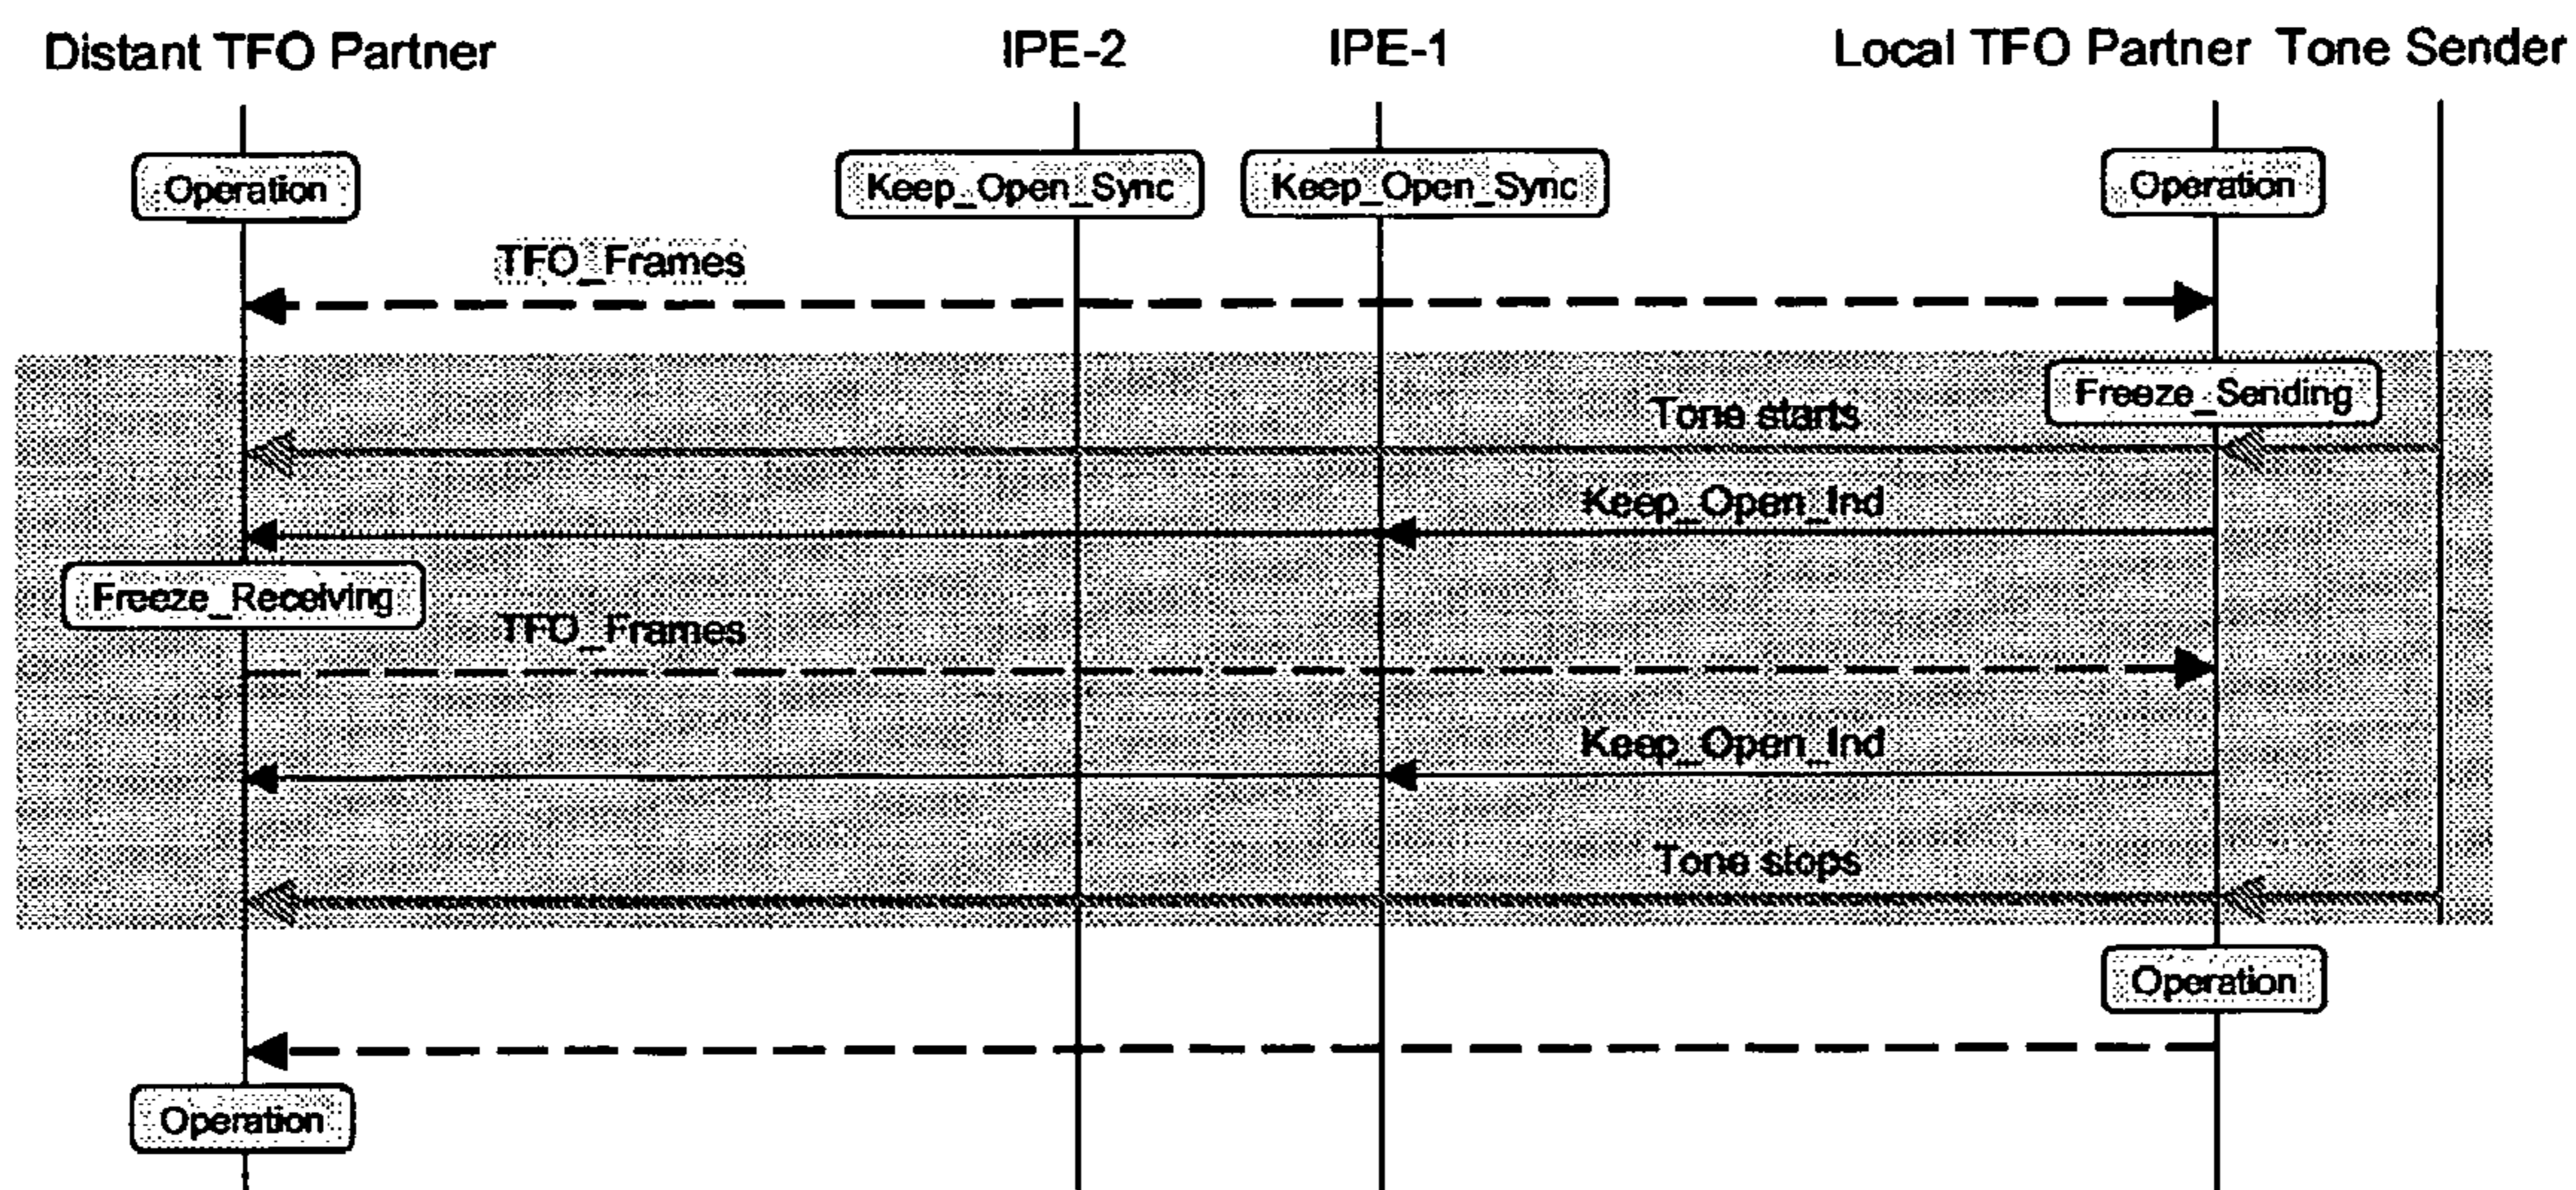 Distant TFO Partner IPE-2 IPE-1 Local TFO Partner Tone Sender
Operation Keep_Open_Sync Keep_Open_Sync Operation
TFO_Frames
Freeze_Sending
Tone starts
Keep_Open_Ind
Freeze_Receiving
TFO_Frames
Keep_Open_Ind
Tone stops
Operation
Operation